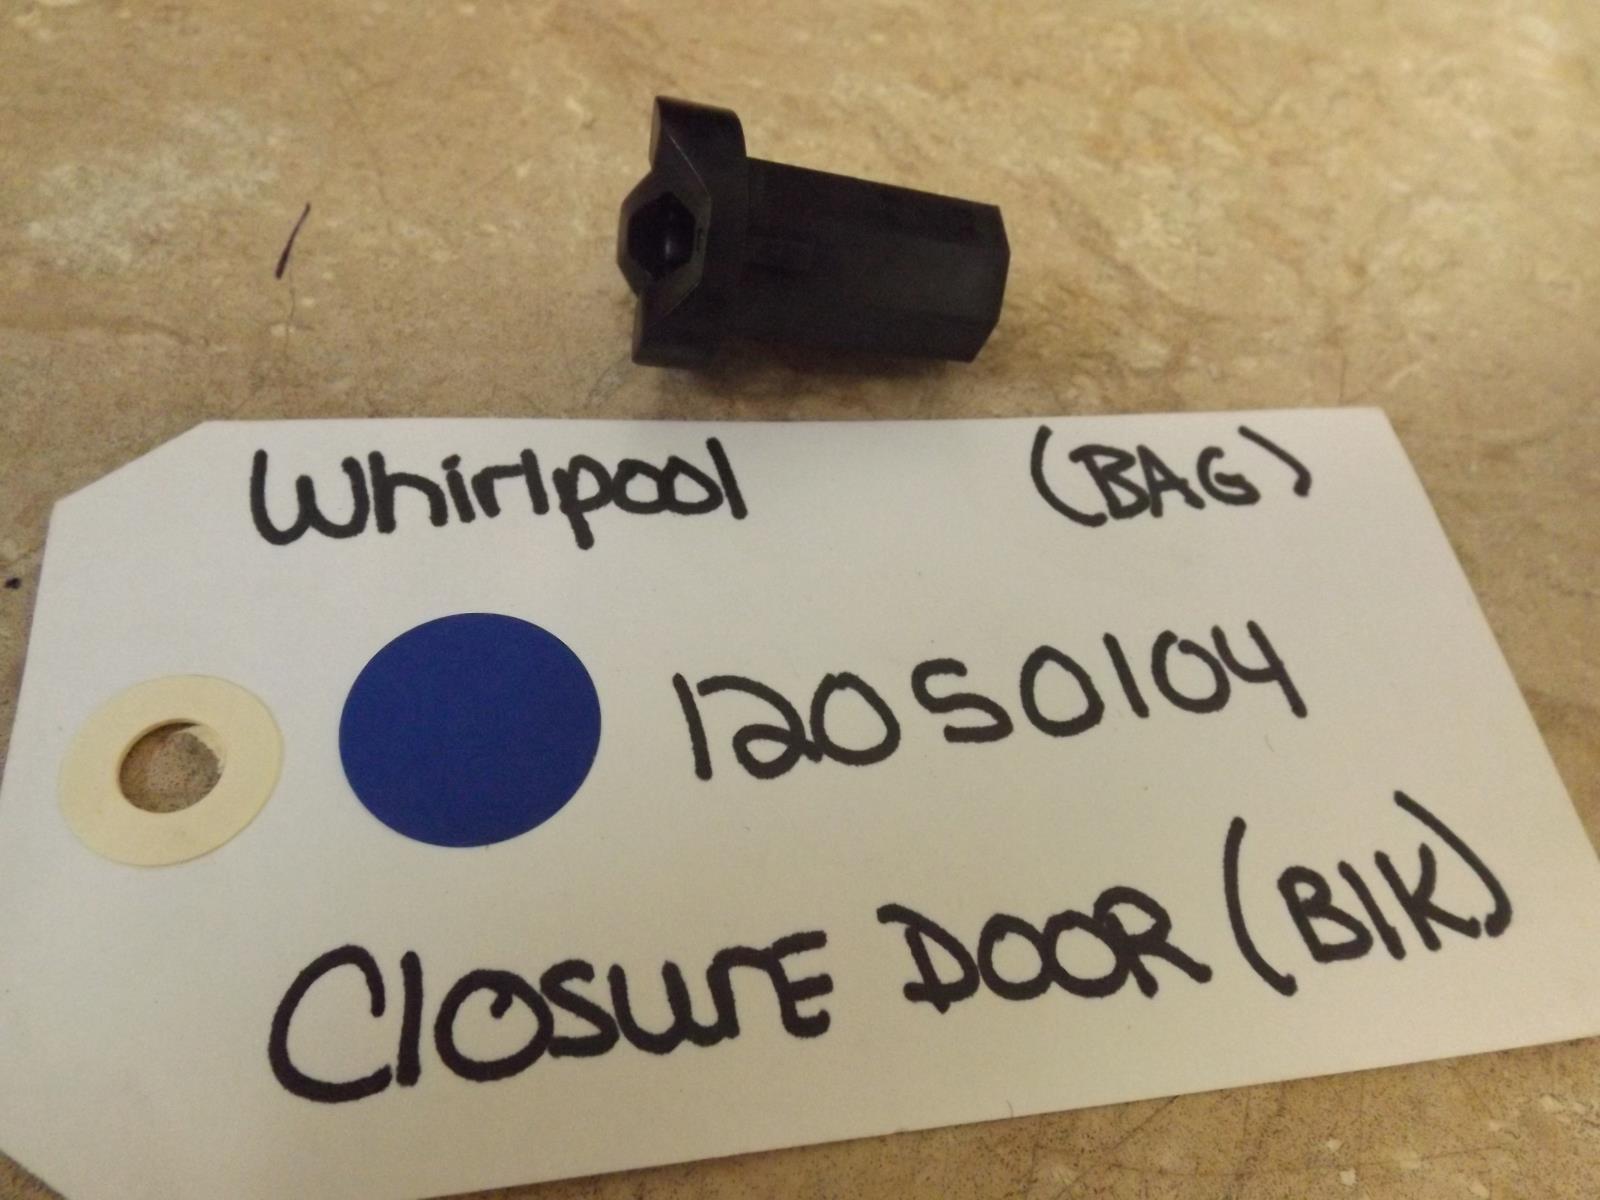 Whirlpool (BAG)
12050104
Closure DOOR (Blk)